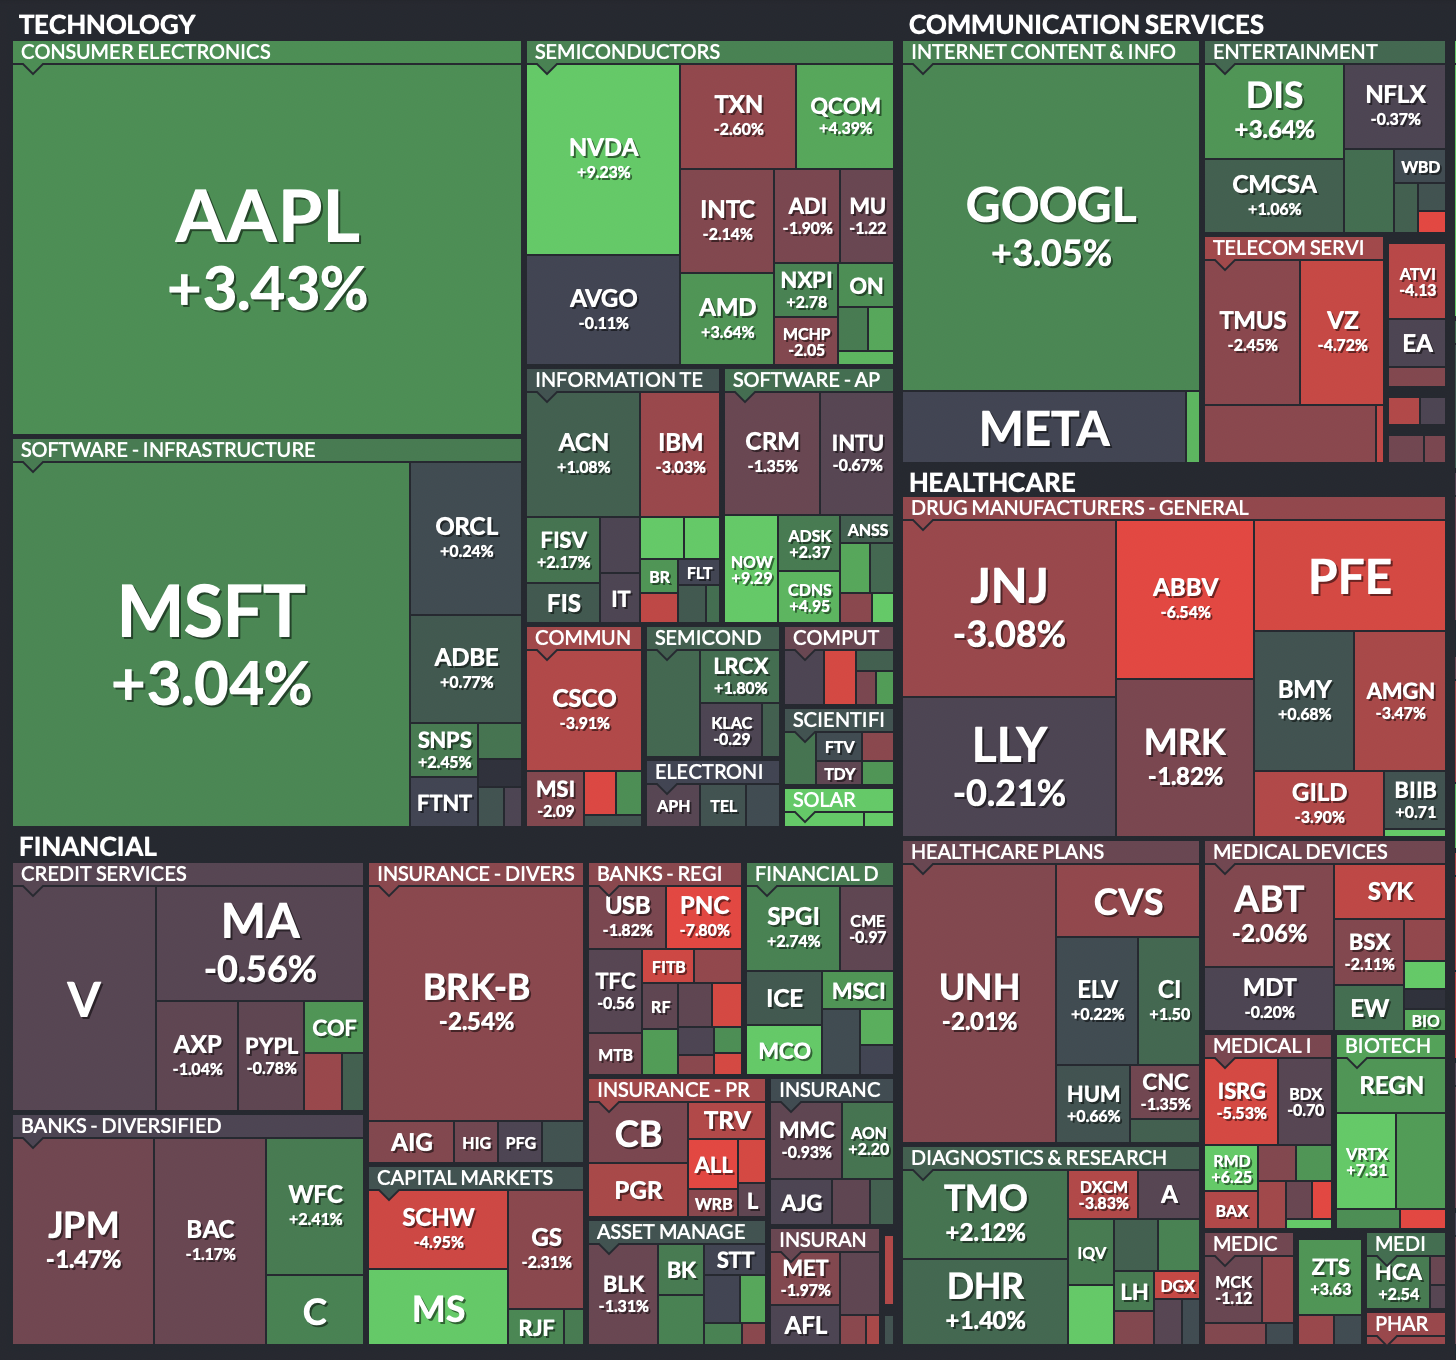 TECHNOLOGY
CONSUMER ELECTRONICS
AAPL
+3.43%
SEMICONDUCTORS
NVDA
+9.23%
TXN
-2.60%
QCOM
+4.39%
INTC
-2.14%
ADI
-1.90%
MU
-1.22
AVGO
-0.11%
AMD
+3.64%
NXPI
+2.78
ON
MCHP
-2.05
SOFTWARE - INFRASTRUCTURE
MSFT
+3.04%
ORCL
+0.24%
ADBE
+0.77%
SNPS
+2.45%
FTNT
INFORMATION TE
ACN
+1.08%
IBM
-3.03%
FISV
+2.17%
FIS
IT
BR
FLT
SOFTWARE - AP
CRM
-1.35%
INTU
-0.67%
NOW
+9.29
ADSK
+2.37
ANSS
CDNS
+4.95
COMMUN
CSCO
-3.91%
MSI
-2.09
SEMICOND
LRCX
+1.80%
KLAC
-0.29
ELECTRONI
APH
TEL
COMPUT
SCIENTIFI
FTV
TDY
SOLAR
COMMUNICATION SERVICES
INTERNET CONTENT & INFO
GOOGL
+3.05%
META
ENTERTAINMENT
DIS
+3.64%
NFLX
-0.37%
CMCSA
+1.06%
WBD
TELECOM SERVI
TMUS
-2.45%
VZ
-4.72%
ATVI
-4.13
EA
HEALTHCARE
DRUG MANUFACTURERS - GENERAL
JNJ
-3.08%
ABBV
-6.54%
PFE
LLY
-0.21%
MRK
-1.82%
BMY
+0.68%
AMGN
-3.47%
GILD
-3.90%
BIIB
+0.71
HEALTHCARE PLANS
UNH
-2.01%
CVS
ELV
+0.22%
CI
+1.50
HUM
+0.66%
CNC
-1.35%
MEDICAL DEVICES
ABT
-2.06%
SYK
BSX
-2.11%
MDT
-0.20%
EW
BIO
MEDICAL I
ISRG
-5.53%
BDX
-0.70
RMD
+6.25
BAX
BIOTECH
REGN
VRTX
+7.31
DIAGNOSTICS & RESEARCH
TMO
+2.12%
DHR
+1.40%
DXCM
-3.83%
A
IQV
LH
DGX
MEDIC
MCK
-1.12
ZTS
+3.63
MEDI
HCA
+2.54
PHAR
FINANCIAL
CREDIT SERVICES
V
MA
-0.56%
AXP
-1.04%
PYPL
-0.78%
COF
BANKS - DIVERSIFIED
JPM
-1.47%
BAC
-1.17%
WFC
+2.41%
C
INSURANCE - DIVERS
BRK-B
-2.54%
AIG
HIG
PFG
CAPITAL MARKETS
SCHW
-4.95%
GS
-2.31%
MS
RJF
BANKS - REGI
USB
-1.82%
PNC
-7.80%
TFC
-0.56
FITB
RF
MTB
FINANCIAL D
SPGI
+2.74%
CME
-0.97
ICE
MSCI
MCO
INSURANCE - PR
CB
TRV
ALL
PGR
WRB
L
INSURANC
MMC
-0.93%
AON
+2.20
AJG
ASSET MANAGE
BLK
-1.31%
BK
STT
INSURAN
MET
-1.97%
AFL